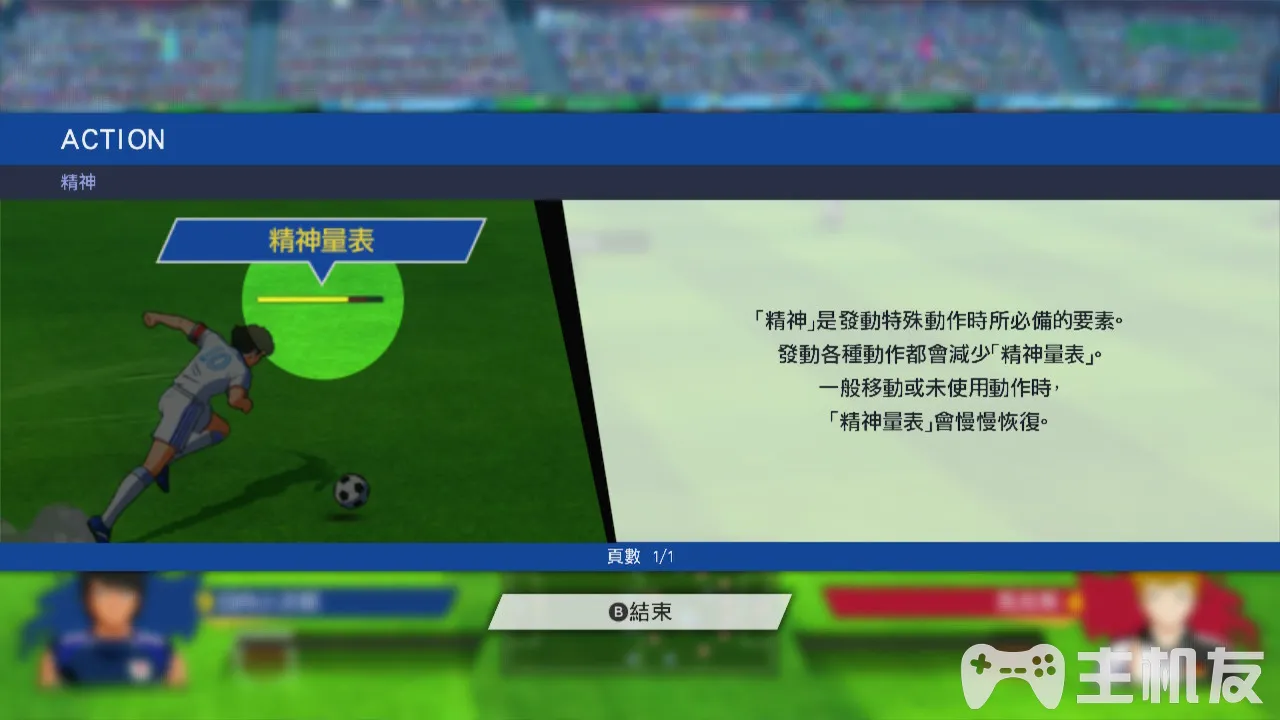 ACTION
精神
精神量表
「精神」是發動特殊動作時所必備的要素。
發動各種動作都會減少「精神量表」。
一般移動或未使用動作時，
「精神量表」會慢慢恢復。
頁數 1/1
B結束
主机友